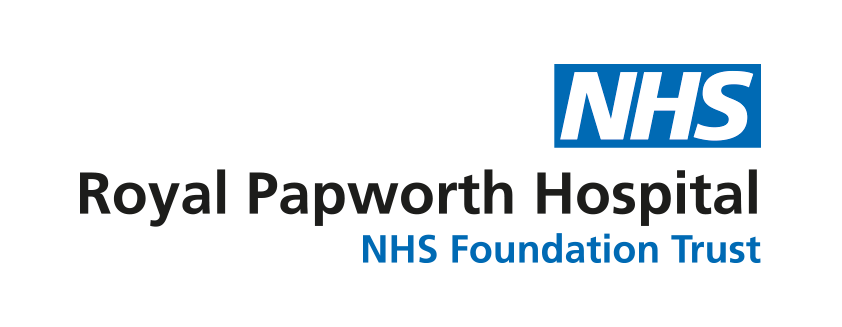 NHS
Royal Papworth Hospital
NHS Foundation Trust